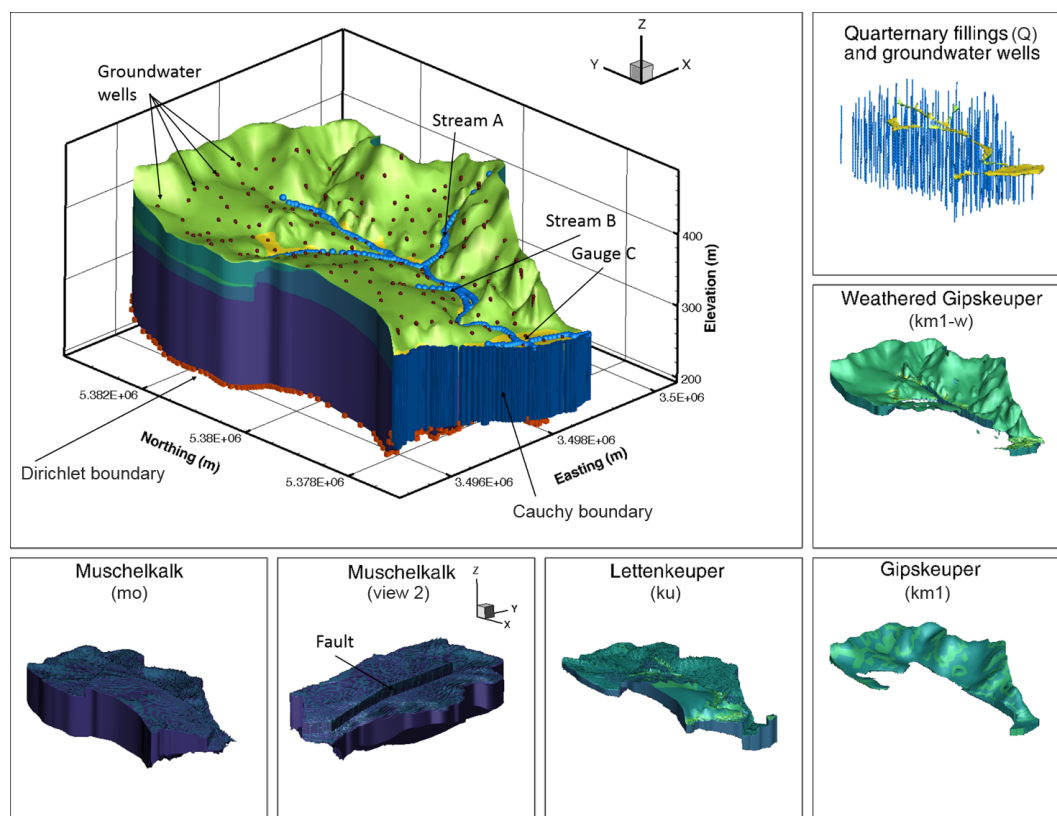 Groundwater
wells
Stream A
Stream B
Gauge C
Z
Y
X
400
300
200
Elevation (m)
5.382E+06
5.38E+06
5.378E+06
Northing (m)
3.5E+06
3.498E+06
3.496E+06
Easting (m)
Dirichlet boundary
Cauchy boundary
Quarternary fillings (Q)
and groundwater wells
Weathered Gipskeuper
(km1-w)
Muschelkalk
(mo)
Muschelkalk
(view 2)
Z
Y
X
Fault
Lettenkeuper
(ku)
Gipskeuper
(km1)